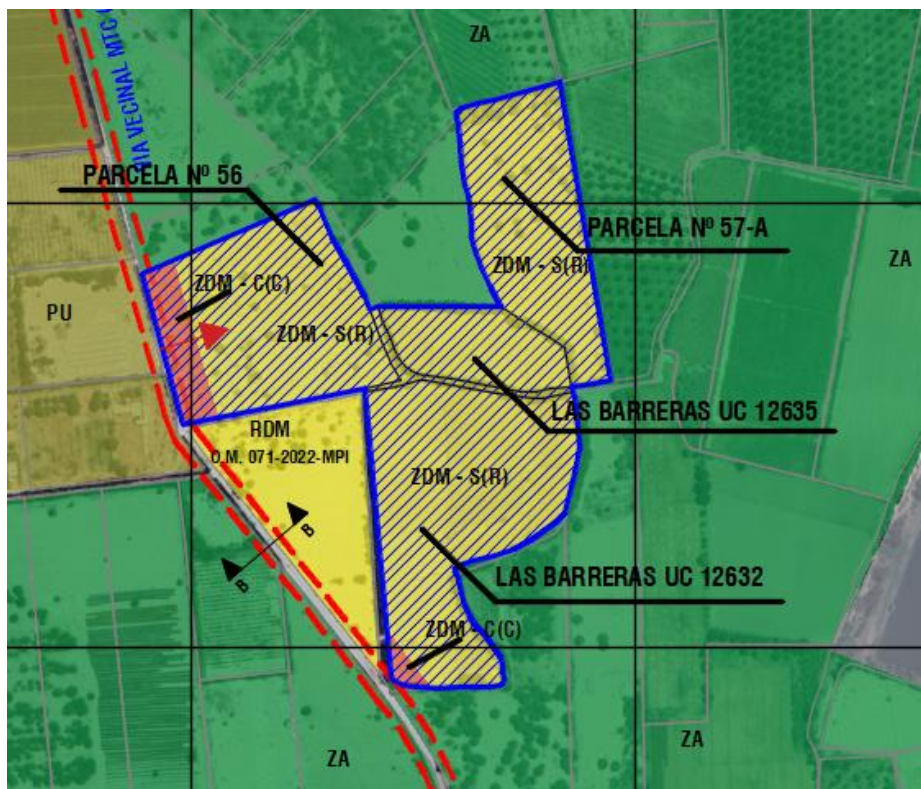 ZA
VIA VECINAL MTC
PARCELA Nº 56
PARCELA Nº 57-A
ZDM - S(R)
ZA
ZDM - C(C)
PU
ZDM - S(R)
LAS BARRERAS UC 12635
RDM
O.M. 071-2022-MPI
ZDM - S(R)
B
B
LAS BARRERAS UC 12632
ZDM - C(C)
ZA
ZA